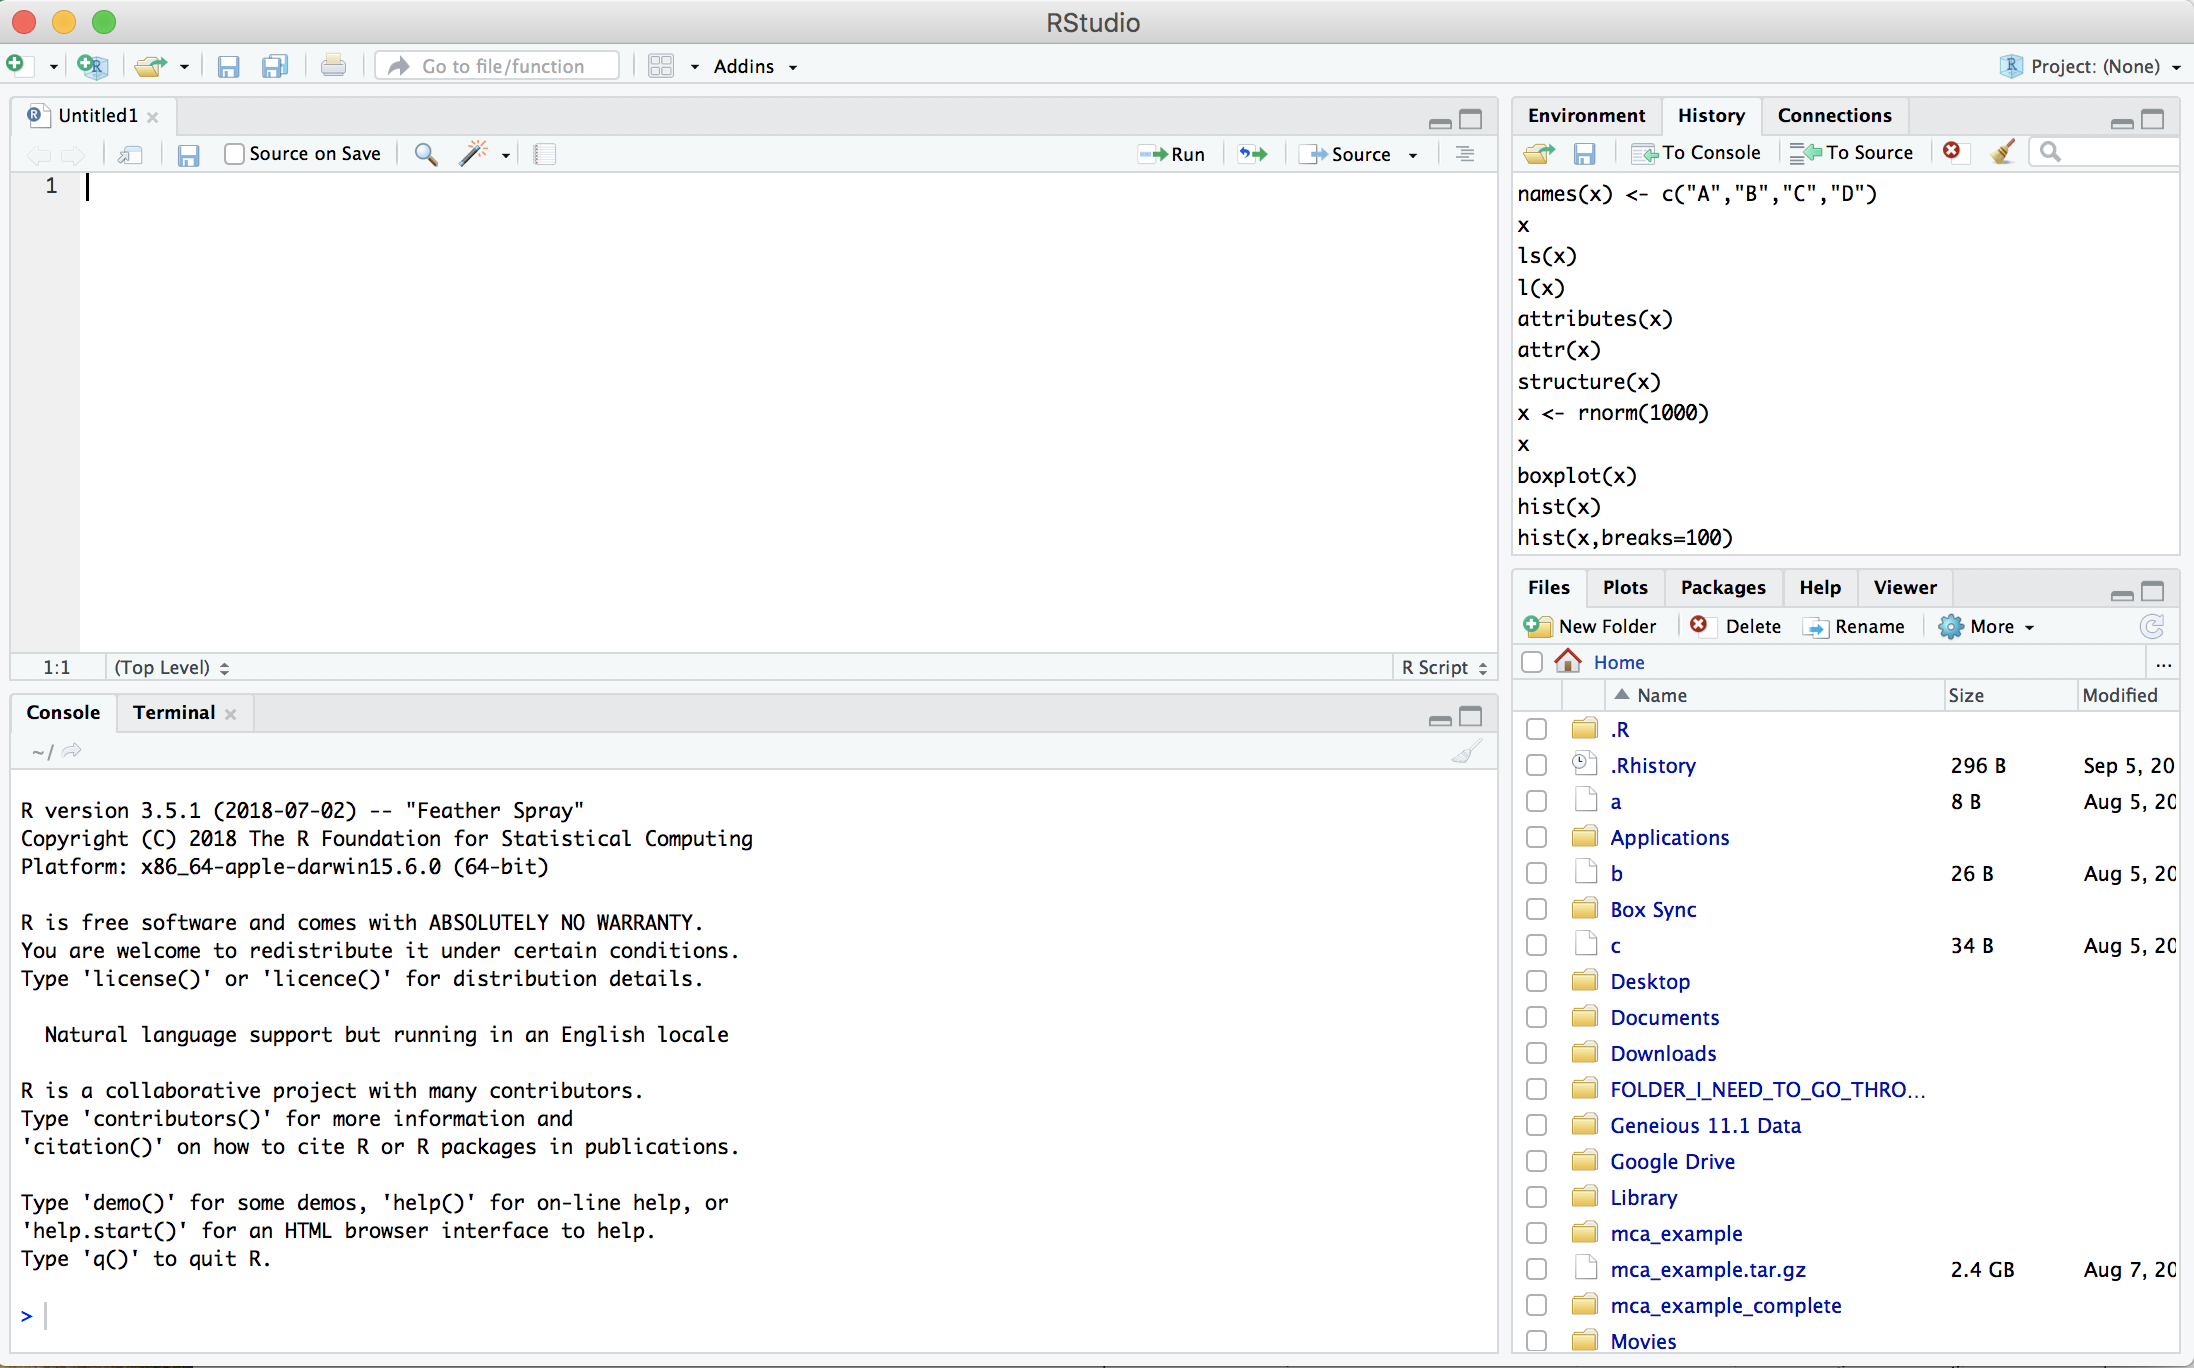 RStudio
Go to file/function
Addins
Project: (None)
Untitled1
Source on Save
Run
Source
1
1:1
(Top Level)
R Script
Console
Terminal
~/
R version 3.5.1 (2018-07-02) -- "Feather Spray"
Copyright (C) 2018 The R Foundation for Statistical Computing
Platform: x86_64-apple-darwin15.6.0 (64-bit)
R is free software and comes with ABSOLUTELY NO WARRANTY.
You are welcome to redistribute it under certain conditions.
Type 'license()' or 'licence()' for distribution details.
Natural language support but running in an English locale
R is a collaborative project with many contributors.
Type 'contributors()' for more information and
'citation()' on how to cite R or R packages in publications.
Type 'demo()' for some demos, 'help()' for on-line help, or
'help.start()' for an HTML browser interface to help.
Type 'q()' to quit R.
>
Environment
History
Connections
To Console
To Source
names(x) <- c("A","B","C","D")
x
ls(x)
l(x)
attributes(x)
attr(x)
structure(x)
x <- rnorm(1000)
x
boxplot(x)
hist(x)
hist(x,breaks=100)
Files
Plots
Packages
Help
Viewer
New Folder
Delete
Rename
More
Home
...
Name Size Modified
.R
.Rhistory 296 B Sep 5, 20
a 8 B Aug 5, 20
Applications
b 26 B Aug 5, 20
Box Sync
c 34 B Aug 5, 20
Desktop
Documents
Downloads
FOLDER_I_NEED_TO_GO_THRO...
Geneious 11.1 Data
Google Drive
Library
mca_example
mca_example.tar.gz 2.4 GB Aug 7, 20
mca_example_complete
Movies